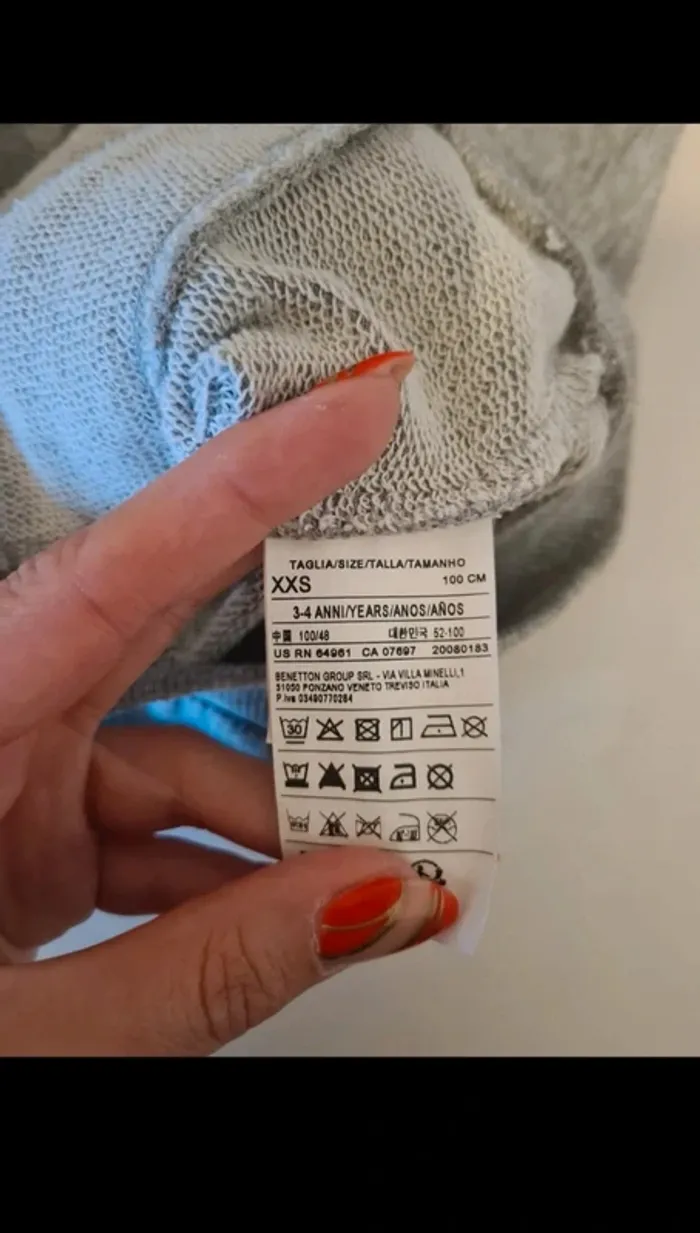 TAGLIA/SIZE/TALLA/TAMANHO
XXS 100 CM
3-4 ANNI/YEARS/ANOS/AÑOS
中国 100/48 대한민국 52-100
US RN 64961 CA 07697 20080183
BENETTON GROUP SRL - VIA VILLA MINELLI,1
31050 PONZANO VENETO TREVISO ITALIA
P.Iva 03490770264
30